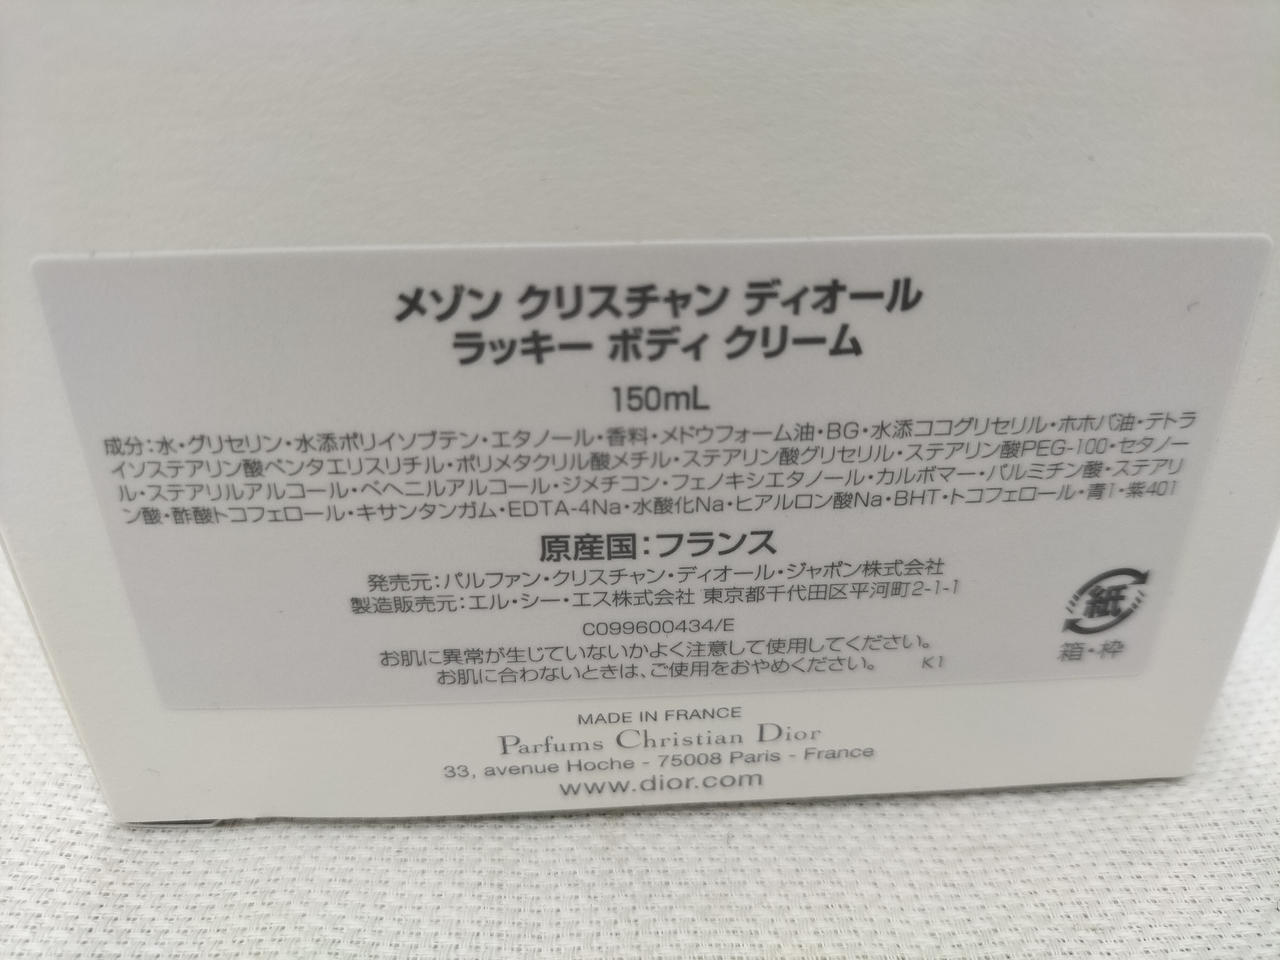 メゾン クリスチャン ディオール
ラッキー ボディ クリーム
150mL
成分：水・グリセリン・水添ポリイソブテン・エタノール・香料・メドウフォーム油・BG・水添ココグリセリル・ホホバ油・テトラ
イソステアリン酸ペンタエリスリチル・ポリメタクリル酸メチル・ステアリン酸グリセリル・ステアリン酸PEG-100・セタノー
ル・ステアリルアルコール・ベヘニルアルコール・ジメチコン・フェノキシエタノール・カルボマー・パルミチン酸・ステアリ
ン酸・酢酸トコフェロール・キサンタンガム・EDTA-4Na・水酸化Na・ヒアルロン酸Na・BHT・トコフェロール・青1・紫401
原産国：フランス
発売元：パルファン・クリスチャン・ディオール・ジャポン株式会社
製造販売元：エル・シー・エス株式会社 東京都千代田区平河町2-1-1
C099600434/E
お肌に異常が生じていないかよく注意して使用してください。
お肌に合わないときは、ご使用をおやめください。 K1
紙
箱・枠
MADE IN FRANCE
Parfums Christian Dior
33, avenue Hoche - 75008 Paris - France
www.dior.com